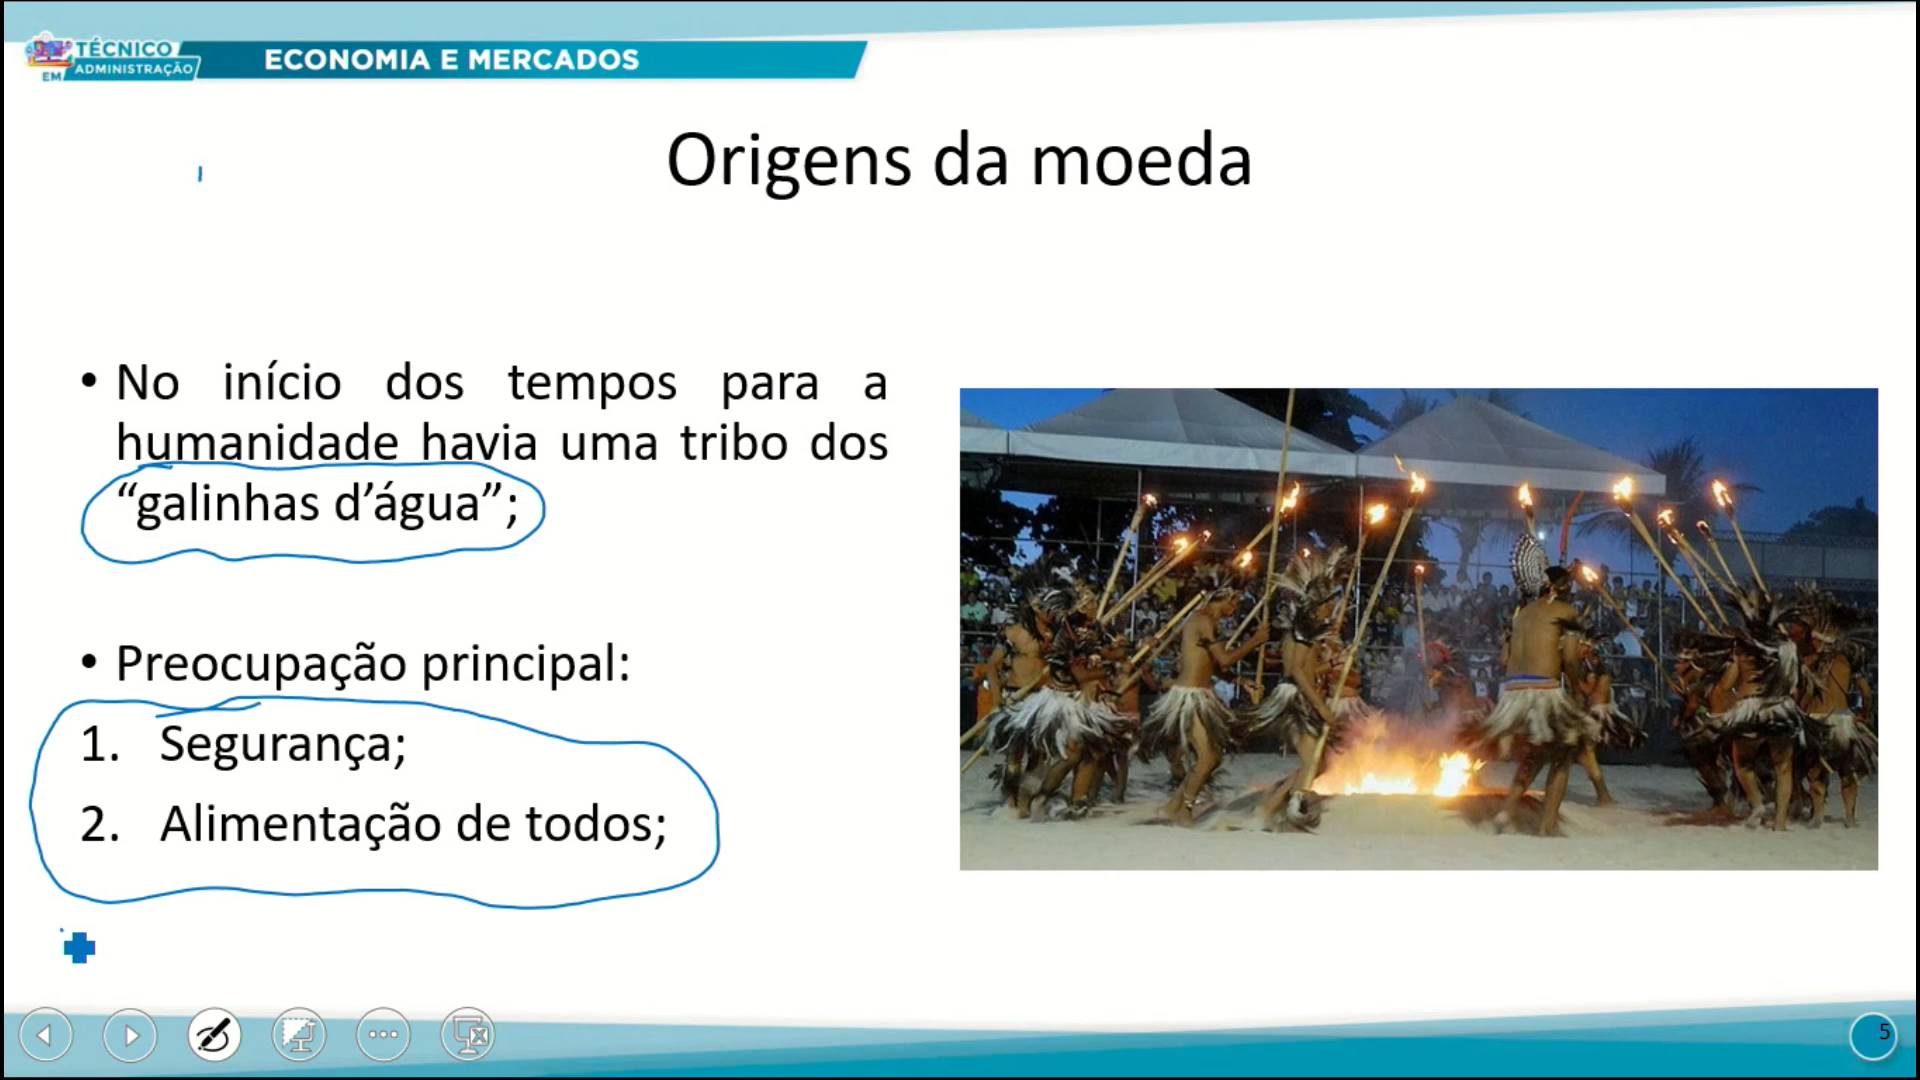 TÉCNICO
EM ADMINISTRAÇÃO
ECONOMIA E MERCADOS
Origens da moeda
• No início dos tempos para a
humanidade havia uma tribo dos
“galinhas d’água”;
• Preocupação principal:
1. Segurança;
2. Alimentação de todos;
5